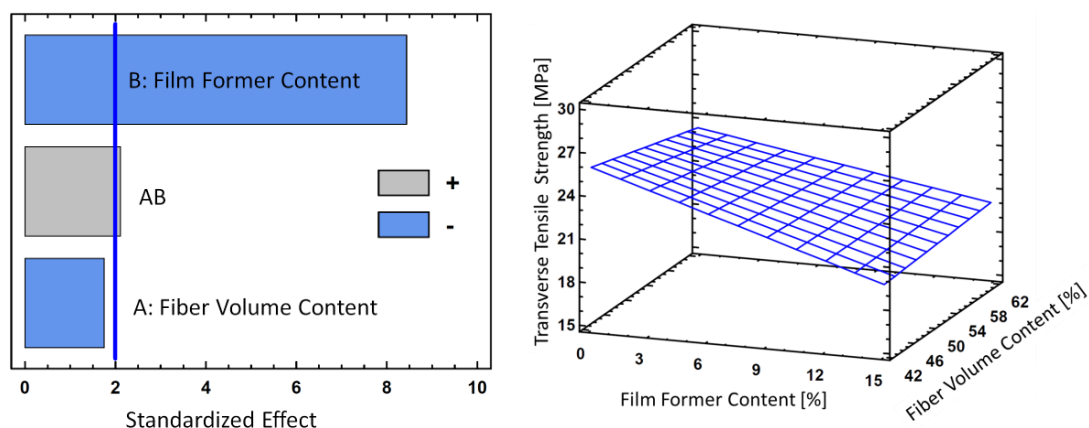 B: Film Former Content
AB
+
-
A: Fiber Volume Content
0 2 4 6 8 10
Standardized Effect
Transverse Tensile Strength [MPa]
30
27
24
21
18
15
0 3 6 9 12 15
Film Former Content [%]
42 46 50 54 58 62
Fiber Volume Content [%]